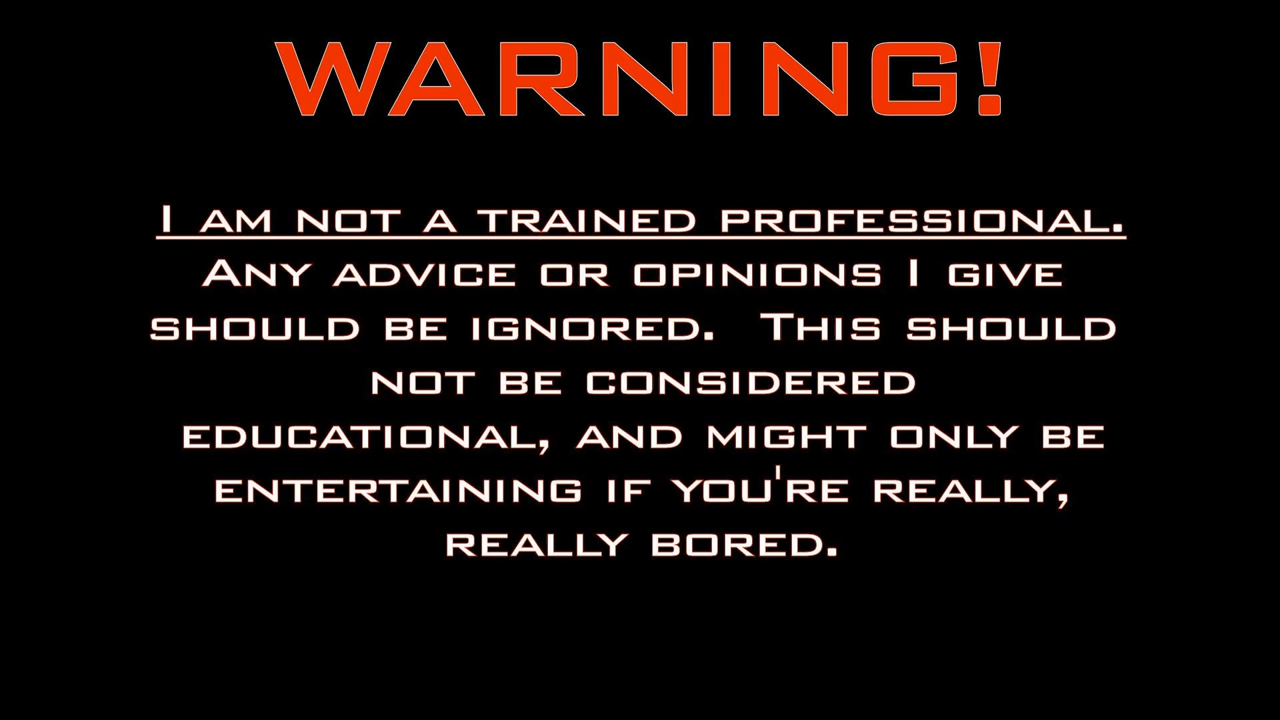 WARNING!
I AM NOT A TRAINED PROFESSIONAL.
ANY ADVICE OR OPINIONS I GIVE
SHOULD BE IGNORED.  THIS SHOULD
NOT BE CONSIDERED
EDUCATIONAL, AND MIGHT ONLY BE
ENTERTAINING IF YOU'RE REALLY,
REALLY BORED.